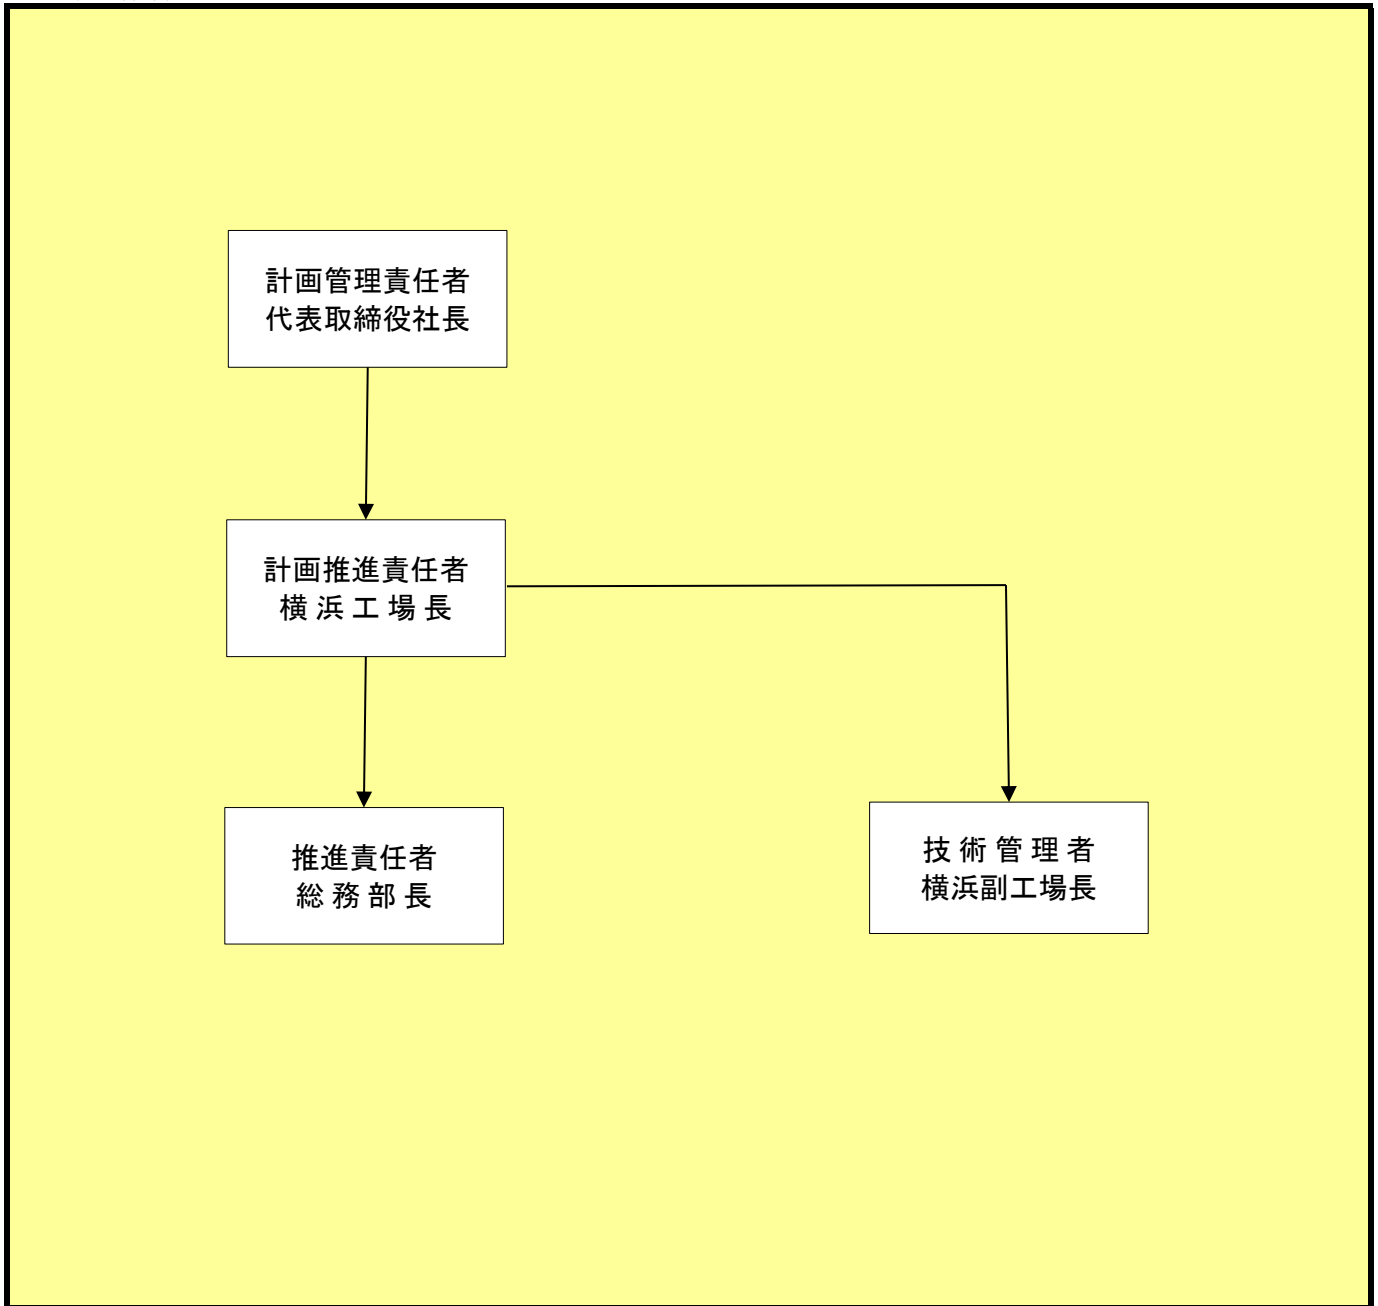 計画管理責任者
代表取締役社長
計画推進責任者
横 浜 工 場 長
推進責任者
総 務 部 長
技 術 管 理 者
横浜副工場長